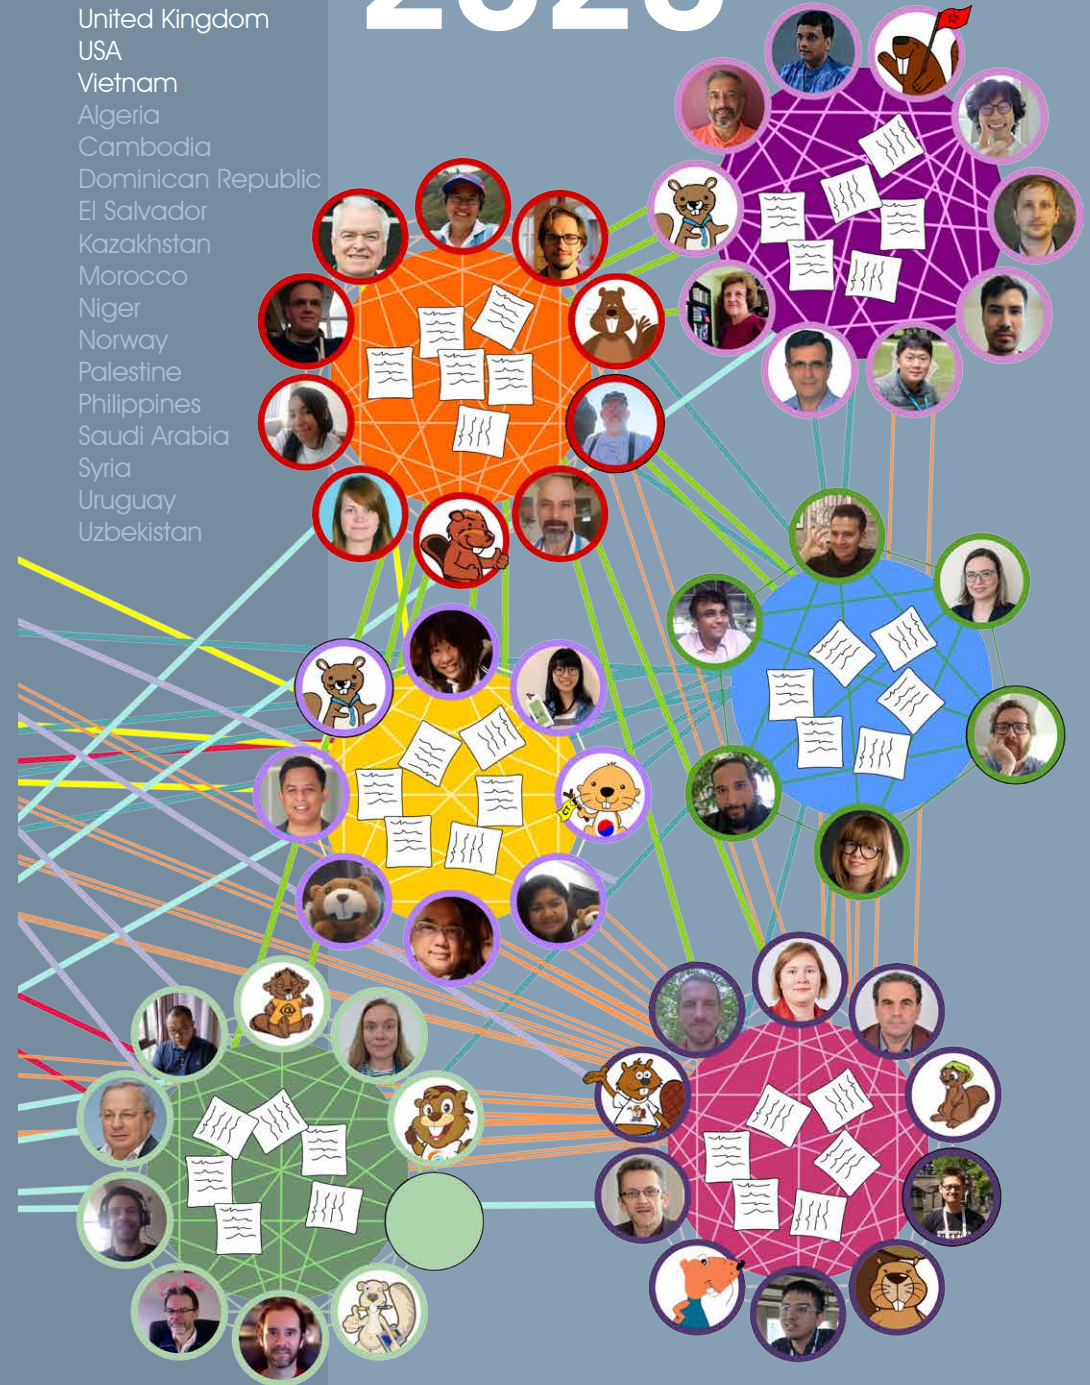 United Kingdom
USA
Vietnam
Algeria
Cambodia
Dominican Republic
El Salvador
Kazakhstan
Morocco
Niger
Norway
Palestine
Philippines
Saudi Arabia
Syria
Uruguay
Uzbekistan
CT
@